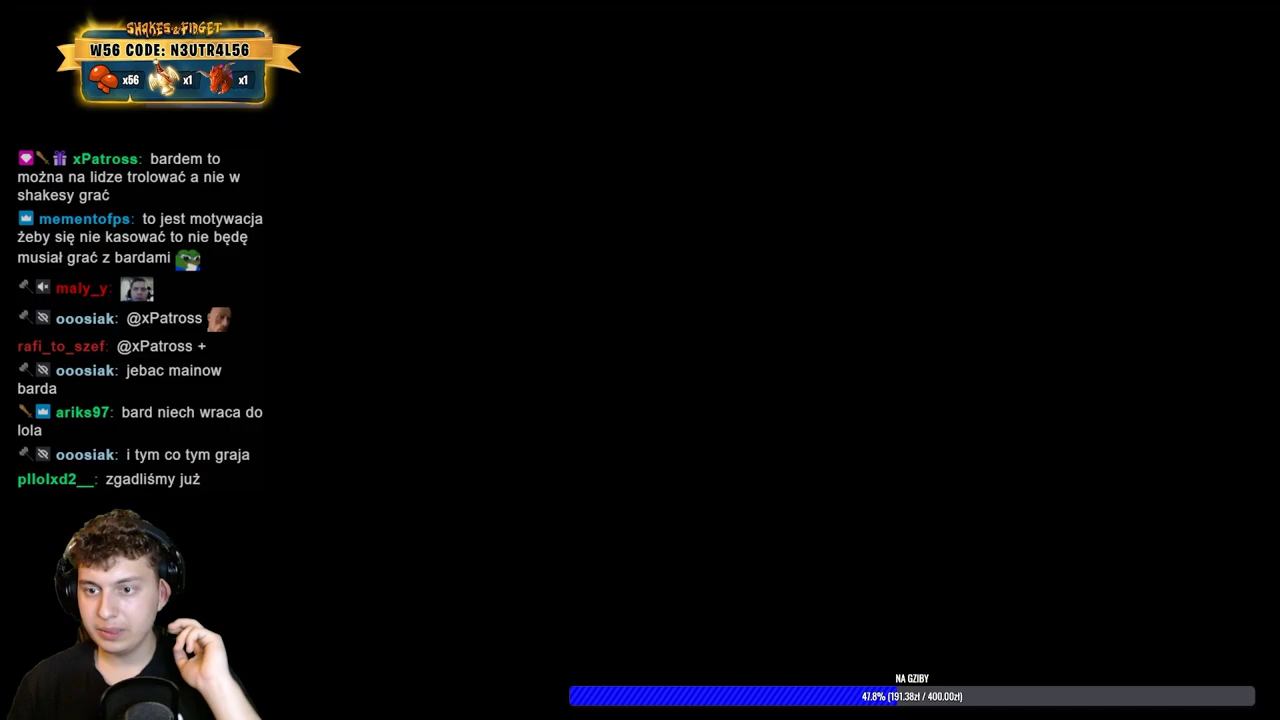 SHAKES & FIDGET
W56 CODE: N3UTR4L56
x56 x1 x1
xPatross: bardem to
można na lidze trolować a nie w
shakesy grać
mementofps: to jest motywacja
żeby się nie kasować to nie będę
musiał grać z bardami
maly_y:
ooosiak: @xPatross
rafi_to_szef: @xPatross +
ooosiak: jebac mainow
barda
ariks97: bard niech wraca do
lola
ooosiak: i tym co tym graja
pllolxd2__: zgadliśmy już
NA GZIBY
47.8% (191.38zł / 400.00zł)